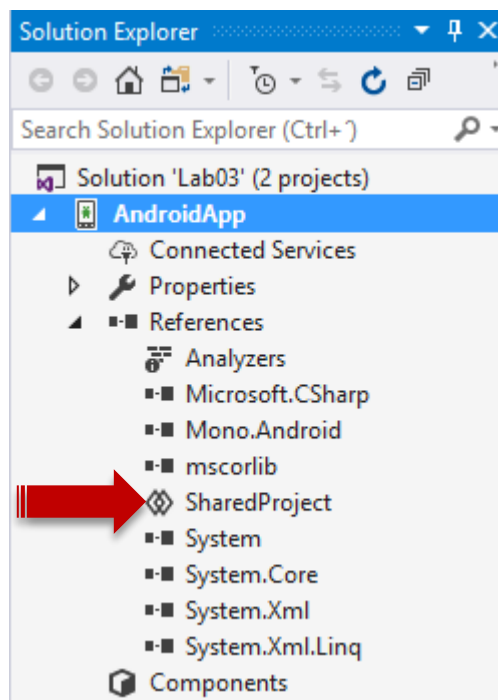 Solution Explorer
Search Solution Explorer (Ctrl+´)
Solution 'Lab03' (2 projects)
AndroidApp
Connected Services
Properties
References
Analyzers
Microsoft.CSharp
Mono.Android
mscorlib
SharedProject
System
System.Core
System.Xml
System.Xml.Linq
Components